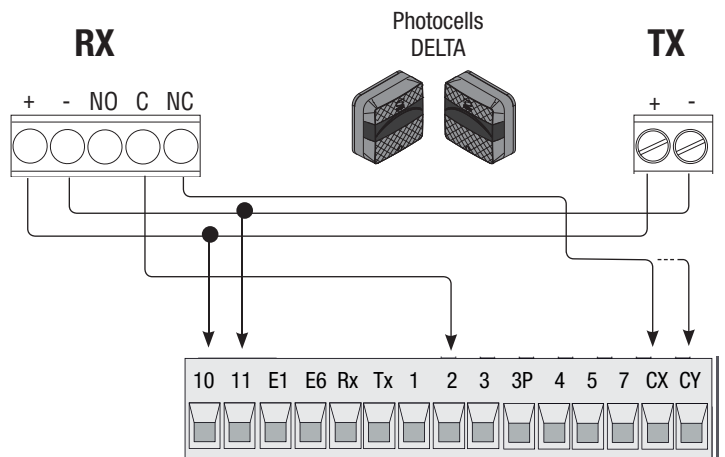 Photocells
DELTA
RX
TX
+ - NO C NC
+ -
10 11 E1 E6 Rx Tx 1 2 3 3P 4 5 7 CX CY